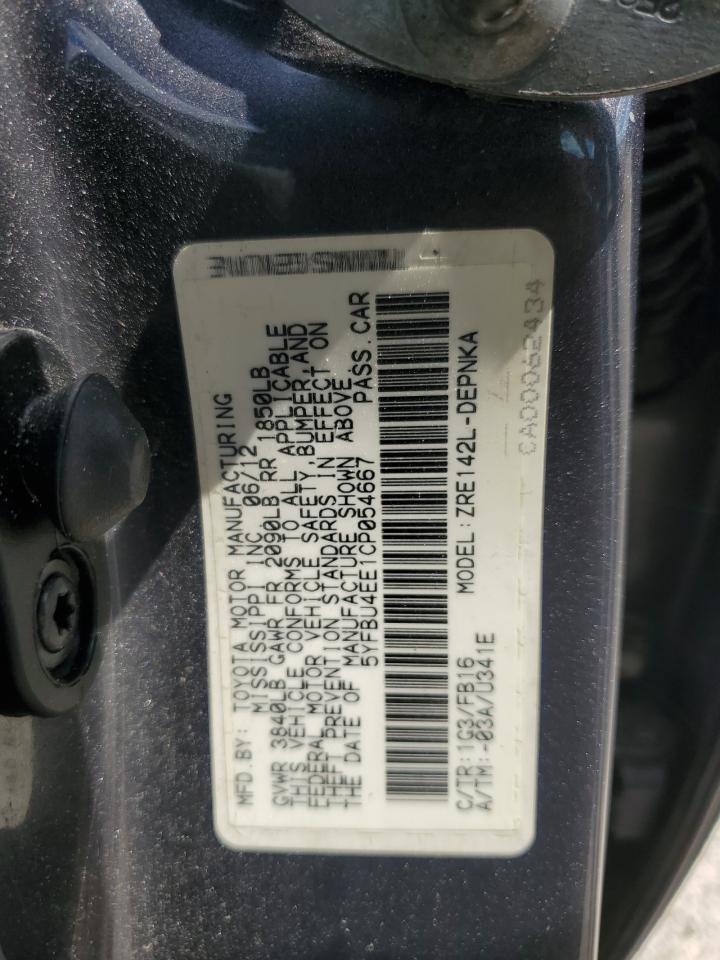 MFD.BY: TOYOTA MOTOR MANUFACTURING
MISSISSIPPI INC 06/12
GVWR 3840LB GAWR FR 2090LB RR 1850LB
THIS VEHICLE CONFORMS TO ALL APPLICABLE
FEDERAL MOTOR VEHICLE SAFETY, BUMPER, AND
THEFT PREVENTION STANDARDS IN EFFECT ON
THE DATE OF MANUFACTURE SHOWN ABOVE
5YFBU4EE1CP054667 PASS.CAR
C/TR: 1G3/FB16 MODEL: ZRE142L-DEPNKA
A/TM: -03A/U341E
CA00062434